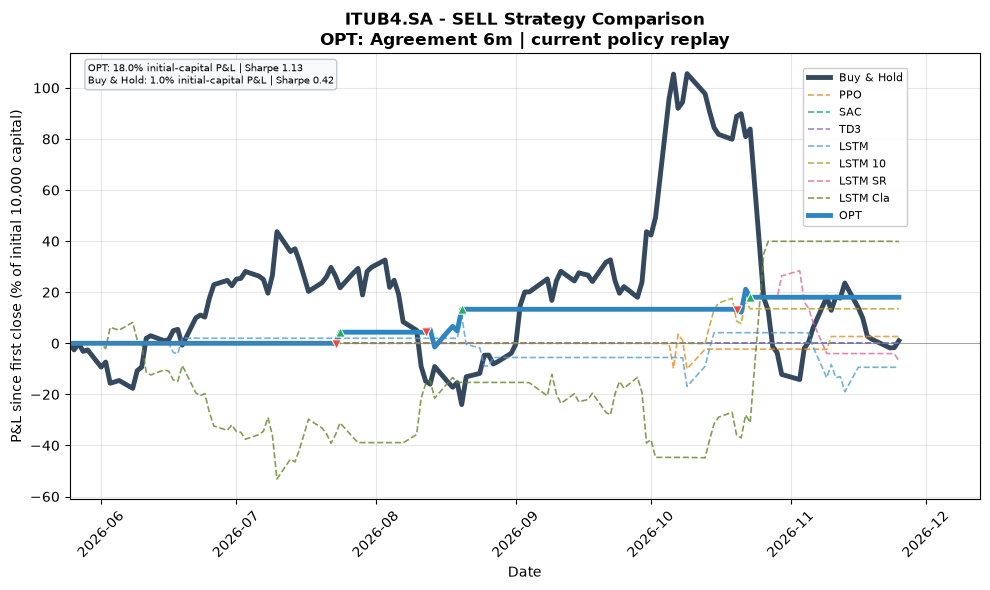 ITUB4.SA - SELL Strategy Comparison
OPT: Agreement 6m | current policy replay
OPT: 18.0% initial-capital P&L | Sharpe 1.13
Buy & Hold: 1.0% initial-capital P&L | Sharpe 0.42
Buy & Hold
PPO
SAC
TD3
LSTM
LSTM 10
LSTM SR
LSTM Cla
OPT
P&L since first close (% of initial 10,000 capital)
100
80
60
40
20
0
−20
−40
−60
2026-06
2026-07
2026-08
2026-09
2026-10
2026-11
2026-12
Date